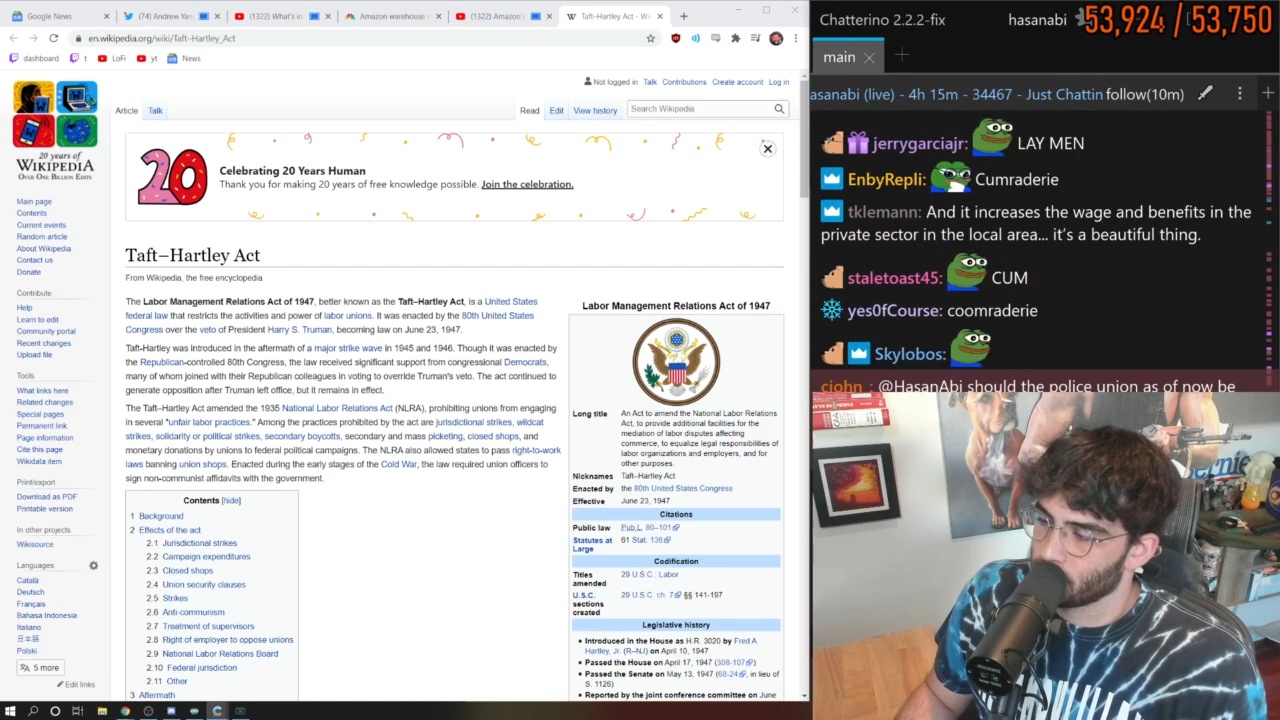 Google News
(74) Andrew Yan
(1322) What's in
Amazon warehouse
(1322) Amazon's
Taft–Hartley Act - Wi
en.wikipedia.org/wiki/Taft–Hartley_Act
dashboard
t
LoFi
yt
News
Not logged in Talk Contributions Create account Log in
Article Talk
Read Edit View history
Search Wikipedia
20 years of
WIKIPEDIA
OVER ONE BILLION EDITS
20
Celebrating 20 Years Human
Thank you for making 20 years of free knowledge possible. Join the celebration.
Main page
Contents
Current events
Random article
About Wikipedia
Contact us
Donate
Contribute
Help
Learn to edit
Community portal
Recent changes
Upload file
Tools
What links here
Related changes
Special pages
Permanent link
Page information
Cite this page
Wikidata item
Print/export
Download as PDF
Printable version
In other projects
Wikisource
Languages
Català
Deutsch
Français
Bahasa Indonesia
Italiano
日本語
Polski
5 more
Edit links
Taft–Hartley Act
From Wikipedia, the free encyclopedia
The Labor Management Relations Act of 1947, better known as the Taft–Hartley Act, is a United States
federal law that restricts the activities and power of labor unions. It was enacted by the 80th United States
Congress over the veto of President Harry S. Truman, becoming law on June 23, 1947.
Taft-Hartley was introduced in the aftermath of a major strike wave in 1945 and 1946. Though it was enacted by
the Republican-controlled 80th Congress, the law received significant support from congressional Democrats,
many of whom joined with their Republican colleagues in voting to override Truman's veto. The act continued to
generate opposition after Truman left office, but it remains in effect.
The Taft–Hartley Act amended the 1935 National Labor Relations Act (NLRA), prohibiting unions from engaging
in several "unfair labor practices." Among the practices prohibited by the act are jurisdictional strikes, wildcat
strikes, solidarity or political strikes, secondary boycotts, secondary and mass picketing, closed shops, and
monetary donations by unions to federal political campaigns. The NLRA also allowed states to pass right-to-work
laws banning union shops. Enacted during the early stages of the Cold War, the law required union officers to
sign non-communist affidavits with the government.
Contents [hide]
1 Background
2 Effects of the act
2.1 Jurisdictional strikes
2.2 Campaign expenditures
2.3 Closed shops
2.4 Union security clauses
2.5 Strikes
2.6 Anti-communism
2.7 Treatment of supervisors
2.8 Right of employer to oppose unions
2.9 National Labor Relations Board
2.10 Federal jurisdiction
2.11 Other
3 Aftermath
Labor Management Relations Act of 1947
Long title An Act to amend the National Labor Relations
Act, to provide additional facilities for the
mediation of labor disputes affecting
commerce, to equalize legal responsibilities of
labor organizations and employers, and for
other purposes.
Nicknames Taft–Hartley Act
Enacted by the 80th United States Congress
Effective June 23, 1947
Citations
Public law Pub.L. 80–101
Statutes at 61 Stat. 136
Large
Codification
Titles 29 U.S.C.: Labor
amended
U.S.C. 29 U.S.C. ch. 7 §§ 141-197
sections
created
Legislative history
• Introduced in the House as H.R. 3020 by Fred A.
Hartley, Jr. (R–NJ) on April 10, 1947
• Passed the House on April 17, 1947 (308-107)
• Passed the Senate on May 13, 1947 (68-24, in lieu of
S. 1126)
• Reported by the joint conference committee on June
Chatterino 2.2.2-fix
hasanabi
53,924 / 53,750
main
asanabi (live) - 4h 15m - 34467 - Just Chattin follow(10m)
jerrygarciajr: LAY MEN
EnbyRepli: Cumraderie
tklemann: And it increases the wage and benefits in the
private sector in the local area... it's a beautiful thing.
staletoast45: CUM
yes0fCourse: coomraderie
Skylobos:
cjohn_: @HasanAbi should the police union as of now be
Bernie